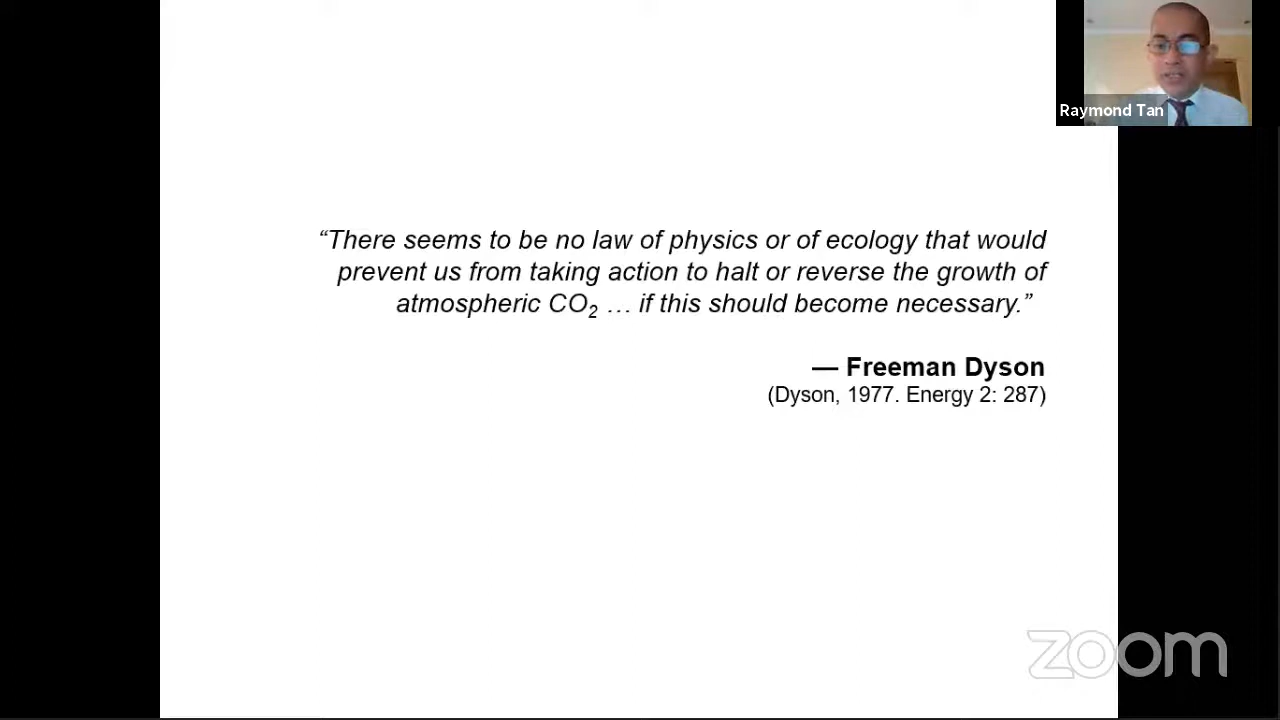 Raymond Tan
“There seems to be no law of physics or of ecology that would
prevent us from taking action to halt or reverse the growth of
atmospheric CO₂ … if this should become necessary.”
— Freeman Dyson
(Dyson, 1977. Energy 2: 287)
zoom